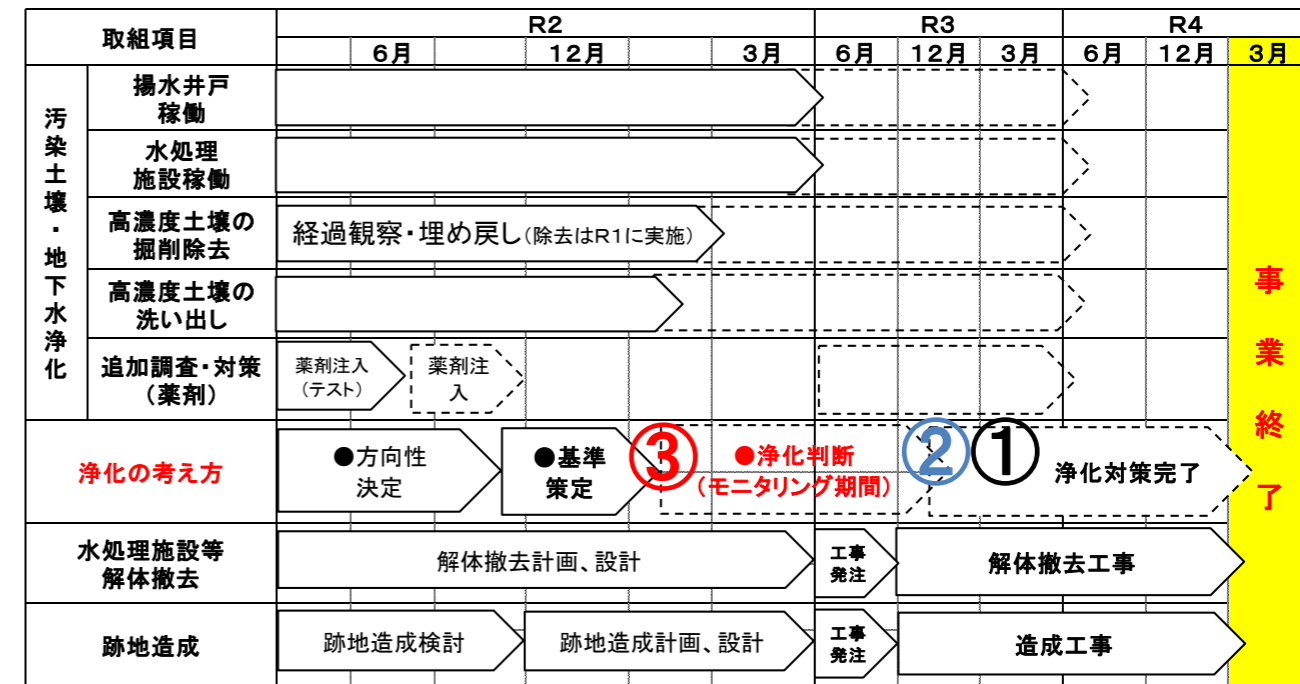 取組項目
R2
R3
R4
6月
12月
3月
6月
12月
3月
6月
12月
3月
汚染土壌・地下水浄化
揚水井戸
稼働
水処理
施設稼働
高濃度土壌の
掘削除去
経過観察・埋め戻し(除去はR1に実施)
高濃度土壌の
洗い出し
追加調査・対策
(薬剤)
薬剤注入
(テスト)
薬剤注
入
浄化の考え方
●方向性
決定
●基準
策定
③
●浄化判断
(モニタリング期間)
②
①
浄化対策完了
水処理施設等
解体撤去
解体撤去計画、設計
工事
発注
解体撤去工事
跡地造成
跡地造成検討
跡地造成計画、設計
工事
発注
造成工事
事業終了